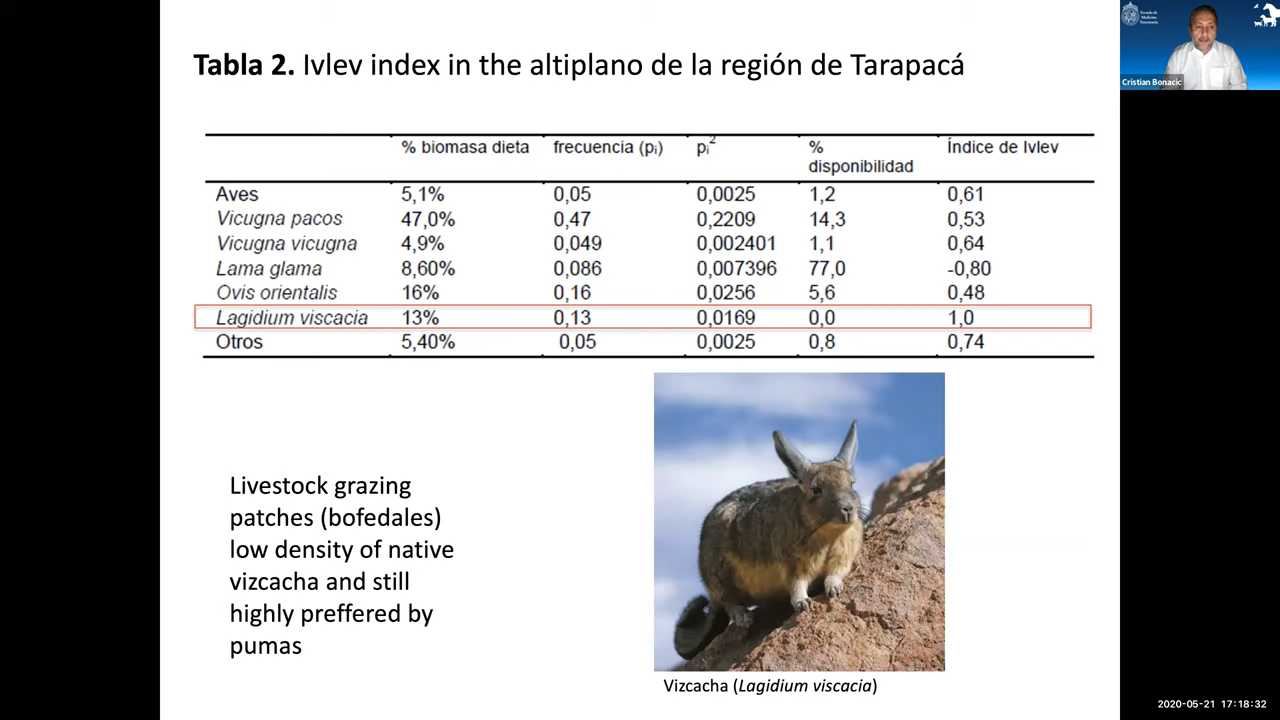 Tabla 2. Ivlev index in the altiplano de la región de Tarapacá
% biomasa dieta frecuencia (pi) pi2 % disponibilidad Índice de Ivlev
Aves 5,1% 0,05 0,0025 1,2 0,61
Vicugna pacos 47,0% 0,47 0,2209 14,3 0,53
Vicugna vicugna 4,9% 0,049 0,002401 1,1 0,64
Lama glama 8,60% 0,086 0,007396 77,0 -0,80
Ovis orientalis 16% 0,16 0,0256 5,6 0,48
Lagidium viscacia 13% 0,13 0,0169 0,0 1,0
Otros 5,40% 0,05 0,0025 0,8 0,74
Livestock grazing
patches (bofedales)
low density of native
vizcacha and still
highly preffered by
pumas
Vizcacha (Lagidium viscacia)
Escuela de
Medicina
Veterinaria
Cristian Bonacic
2020-05-21 17:18:32